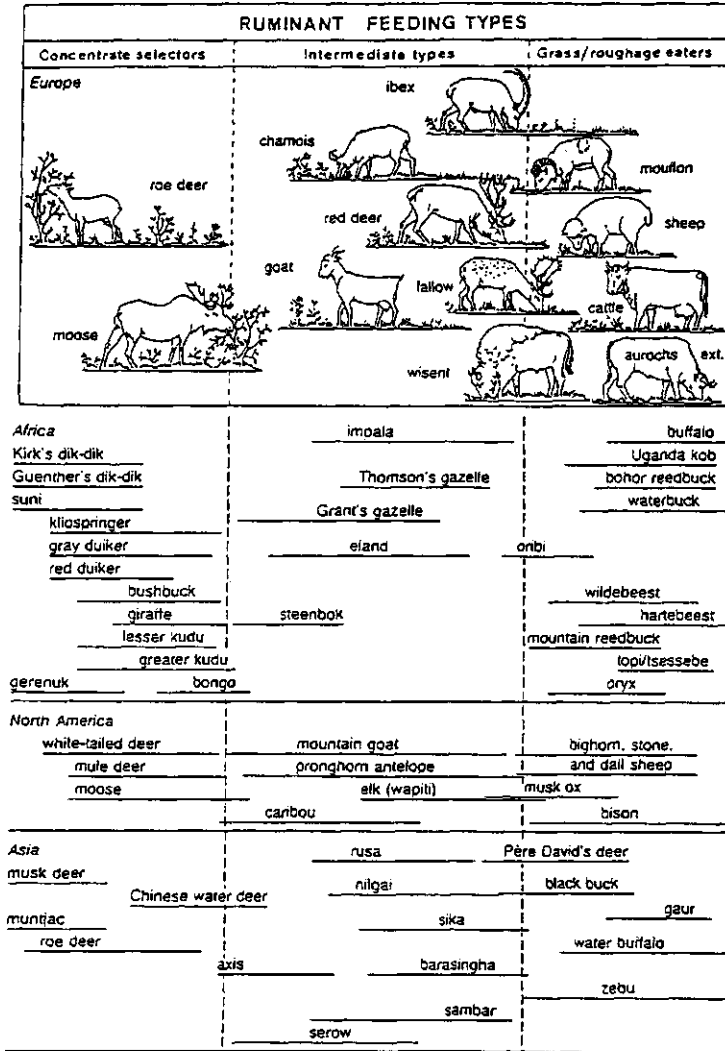 RUMINANT FEEDING TYPES
Concentrate selectors Intermediate types Grass/roughage eaters
Europe
ibex
chamois
mouflon
roe deer
red deer
sheep
goat
fallow
cattle
moose
aurochs ext.
wisent
Africa impala buffalo
Kirk's dik-dik Uganda kob
Guenther's dik-dik Thomson's gazelle bohor reedbuck
suni waterbuck
klipspringer Grant's gazelle
gray duiker eland oribi
red duiker
bushbuck wildebeest
giraffe steenbok hartebeest
lesser kudu mountain reedbuck
greater kudu topi/tsessebe
gerenuk bongo oryx
North America
white-tailed deer mountain goat bighorn, stone,
mule deer pronghorn antelope and dall sheep
moose elk (wapiti) musk ox
caribou bison
Asia rusa Père David's deer
musk deer
Chinese water deer nilgai black buck
muntjac sika gaur
roe deer water buffalo
axis barasingha
zebu
sambar
serow